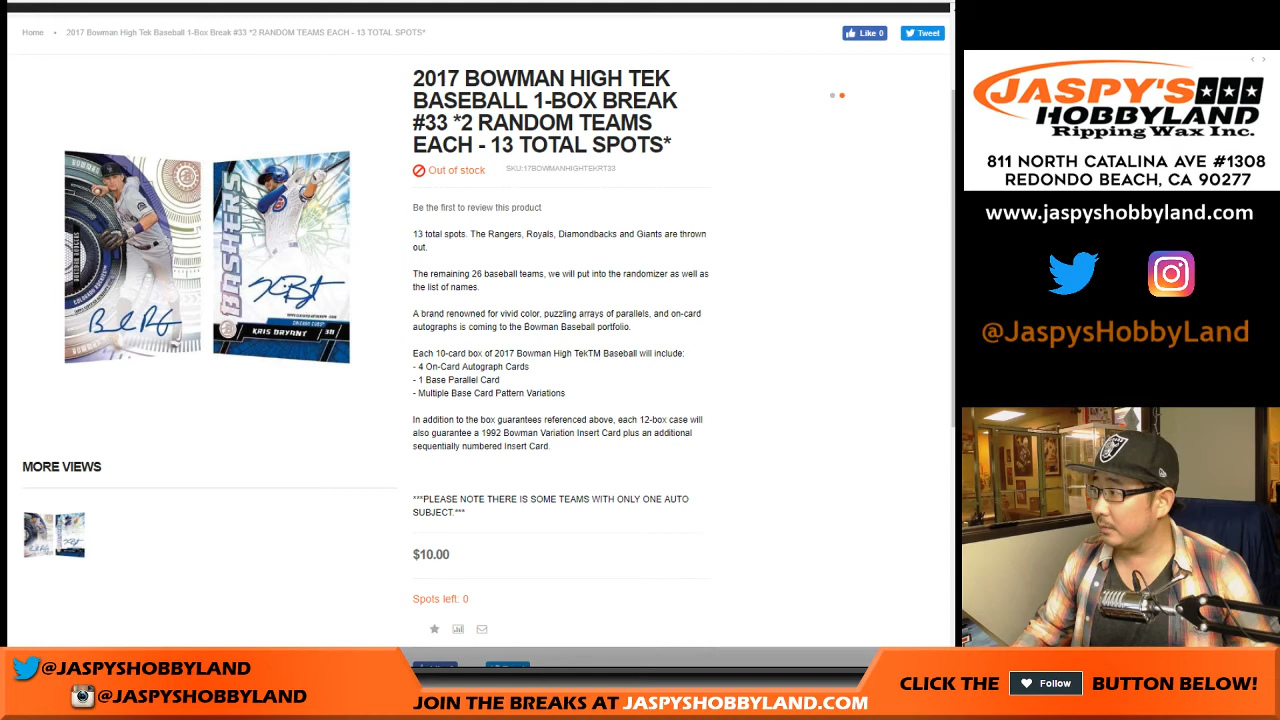 Home • 2017 Bowman High Tek Baseball 1-Box Break #33 *2 RANDOM TEAMS EACH - 13 TOTAL SPOTS*
Like 0
Tweet
2017 BOWMAN HIGH TEK
BASEBALL 1-BOX BREAK
#33 *2 RANDOM TEAMS
EACH - 13 TOTAL SPOTS*
Out of stock
SKU:17BOWMANHIGHTEKRT33
Be the first to review this product
13 total spots. The Rangers, Royals, Diamondbacks and Giants are thrown
out.
The remaining 26 baseball teams, we will put into the randomizer as well as
the list of names.
A brand renowned for vivid color, puzzling arrays of parallels, and on-card
autographs is coming to the Bowman Baseball portfolio.
Each 10-card box of 2017 Bowman High TekTM Baseball will include:
- 4 On-Card Autograph Cards
- 1 Base Parallel Card
- Multiple Base Card Pattern Variations
In addition to the box guarantees referenced above, each 12-box case will
also guarantee a 1992 Bowman Variation Insert Card plus an additional
sequentially numbered Insert Card.
***PLEASE NOTE THERE IS SOME TEAMS WITH ONLY ONE AUTO
SUBJECT.***
$10.00
Spots left: 0
BASHERS
KRIS BRYANT
MORE VIEWS
JASPY'S
HOBBYLAND
Ripping Wax Inc.
811 NORTH CATALINA AVE #1308
REDONDO BEACH, CA 90277
www.jaspyshobbyland.com
@JaspysHobbyLand
@JASPYSHOBBYLAND
@JASPYSHOBBYLAND
JOIN THE BREAKS AT JASPYSHOBBYLAND.COM
CLICK THE Follow BUTTON BELOW!